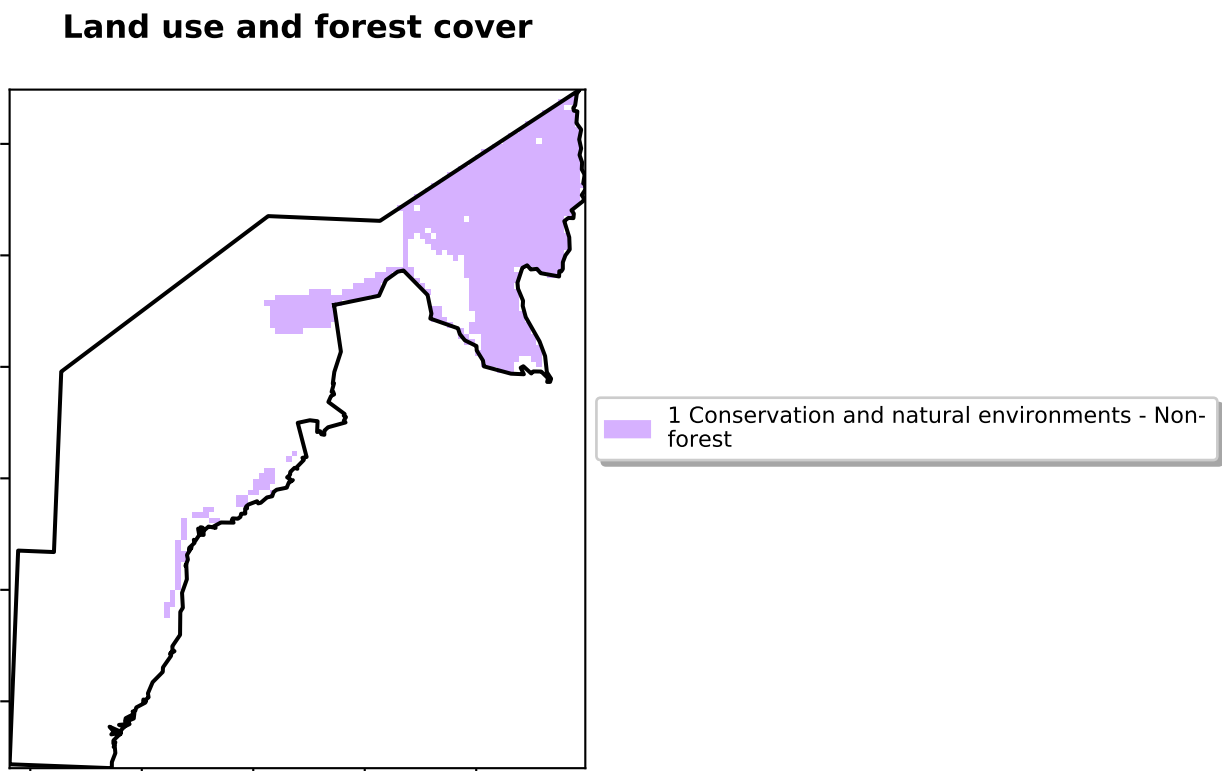 Land use and forest cover
1 Conservation and natural environments - Non-
forest